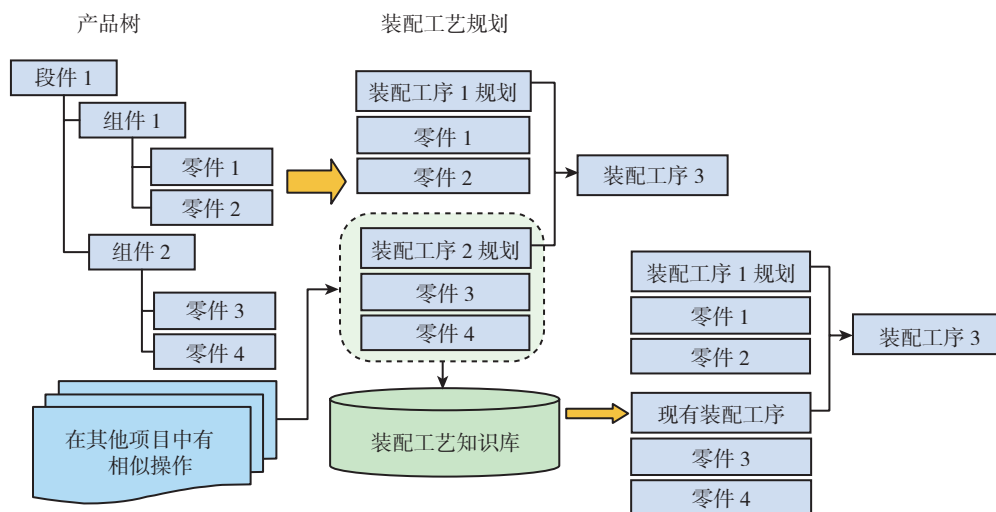 产品树
段件 1
组件 1
零件 1
零件 2
组件 2
零件 3
零件 4
在其他项目中有
相似操作
装配工艺规划
装配工序 1 规划
零件 1
零件 2
装配工序 3
装配工序 2 规划
零件 3
零件 4
装配工艺知识库
装配工序 1 规划
零件 1
零件 2
装配工序 3
现有装配工序
零件 3
零件 4